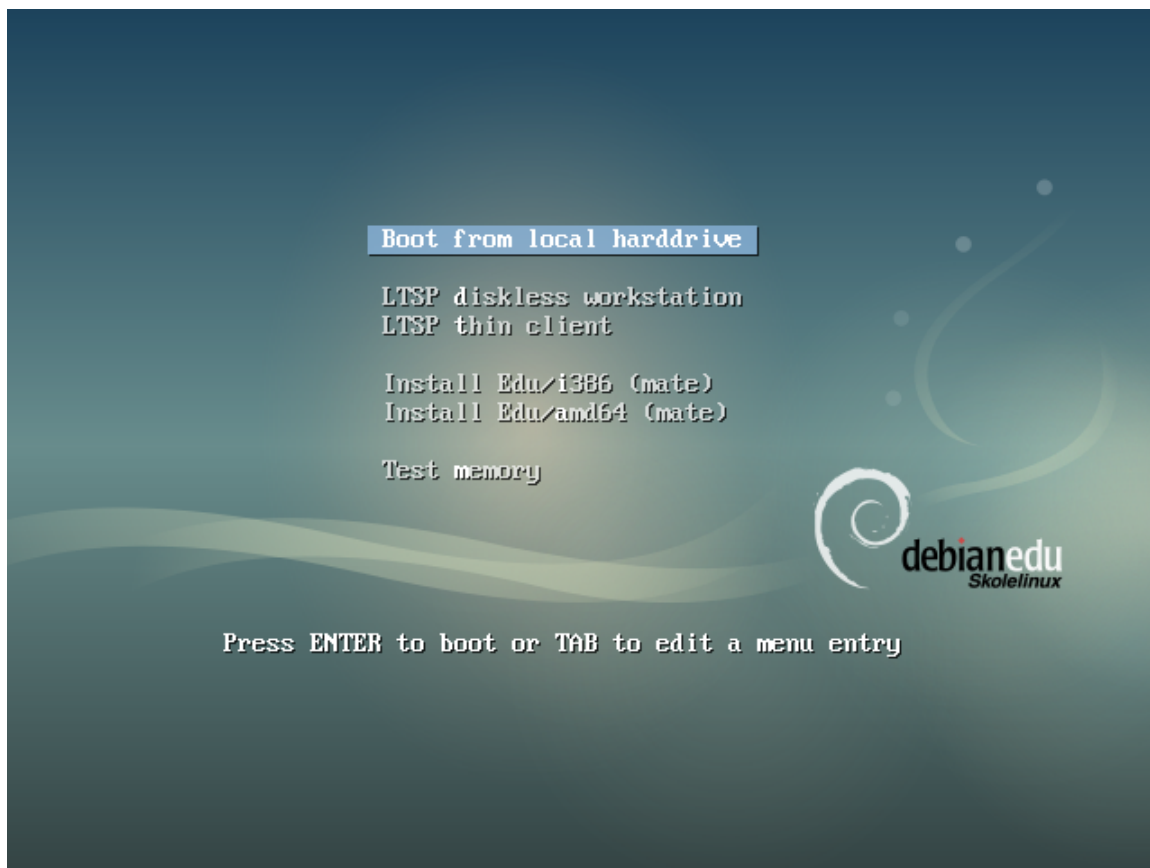 Boot from local harddrive
LTSP diskless workstation
LTSP thin client
Install Edu/i386 (mate)
Install Edu/amd64 (mate)
Test memory
debianedu
Skolelinux
Press ENTER to boot or TAB to edit a menu entry